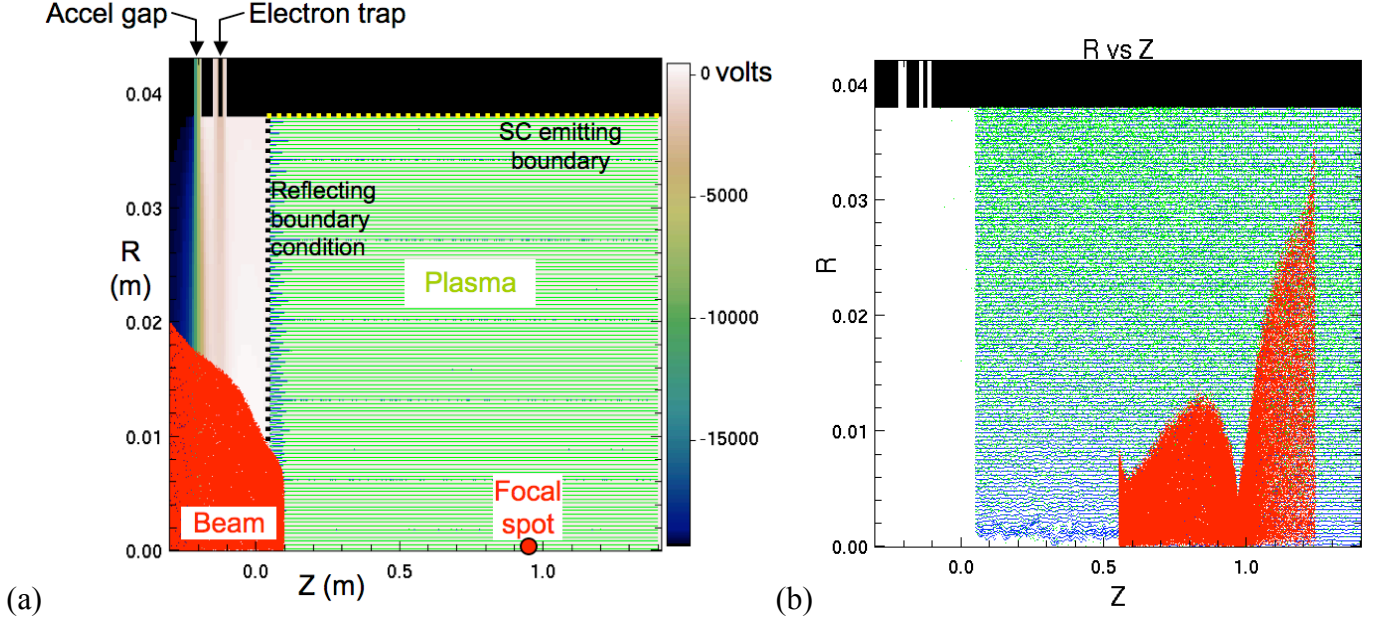 Accel gap
Electron trap
0 volts
0.04
SC emitting
boundary
-5000
Reflecting
boundary
condition
0.03
R
(m)
Plasma
-10000
0.02
-15000
0.01
Focal
spot
Beam
0.00
0.0
0.5
1.0
Z (m)
(a)
R vs Z
0.04
0.03
R
0.02
0.01
0.00
0.0
0.5
1.0
Z
(b)